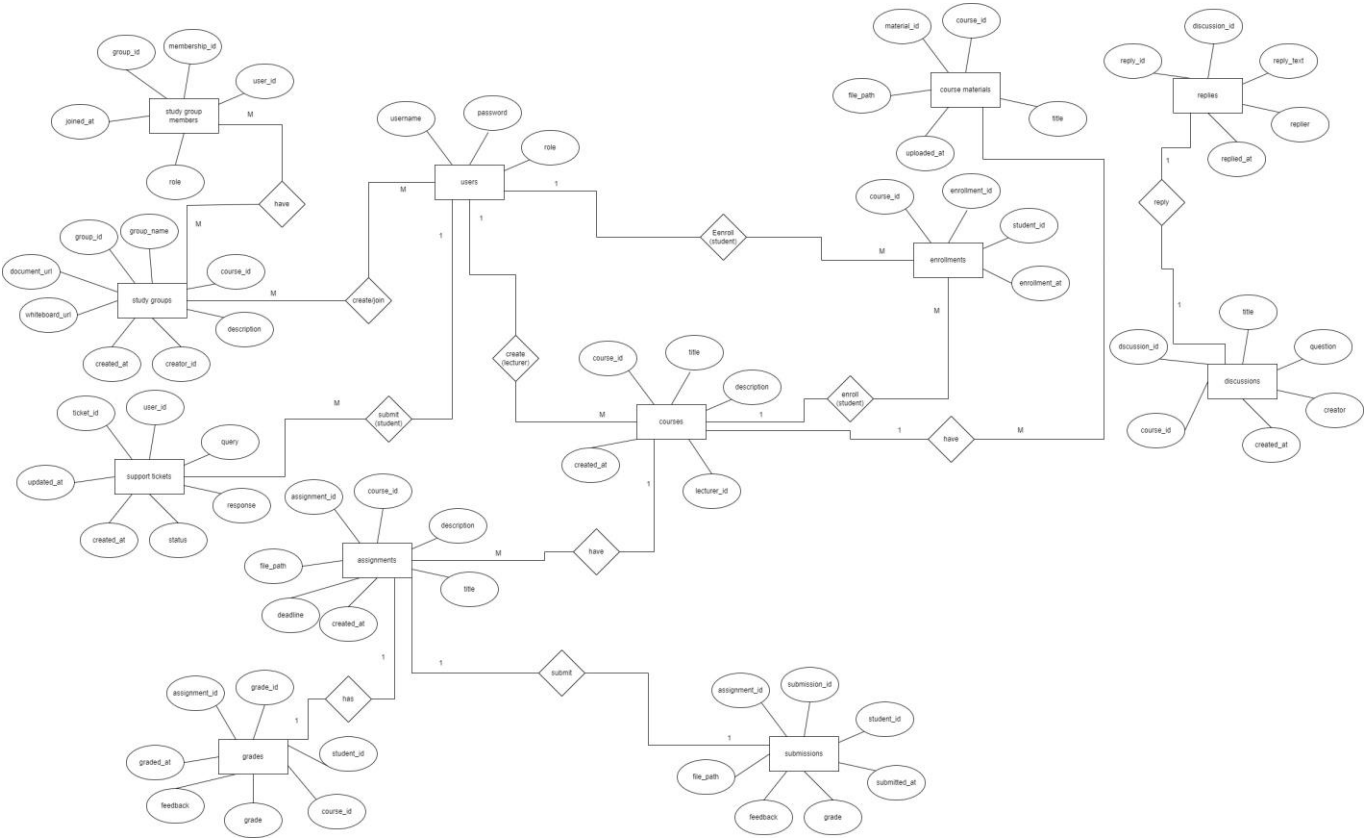 group_id
membership_id
user_id
study group
members
joined_at
role
M
have
M
group_id
group_name
course_id
document_url
whiteboard_url
study groups
description
created_at
creator_id
M
create/join
M
username
password
role
users
1
1
1
Eenroll
(student)
M
create
(lecturer)
M
material_id
course_id
file_path
course materials
title
uploaded_at
course_id
enrollment_id
student_id
enrollments
enrollment_at
M
discussion_id
reply_id
reply_text
replies
replier
replied_at
1
reply
1
title
dscussion_id
question
discussions
creator
course_id
created_at
course_id
title
description
courses
created_at
lecturer_id
1
enroll
(student)
1
have
M
1
ticket_id
user_id
query
updated_at
support tickets
response
created_at
status
M
submit
(student)
assignment_id
course_id
description
file_path
assignments
title
deadline
created_at
M
have
1
has
1
1
submit
1
assignment_id
grade_id
graded_at
grades
student_id
feedback
grade
course_id
assignment_id
submission_id
student_id
submissions
file_path
submitted_at
feedback
grade